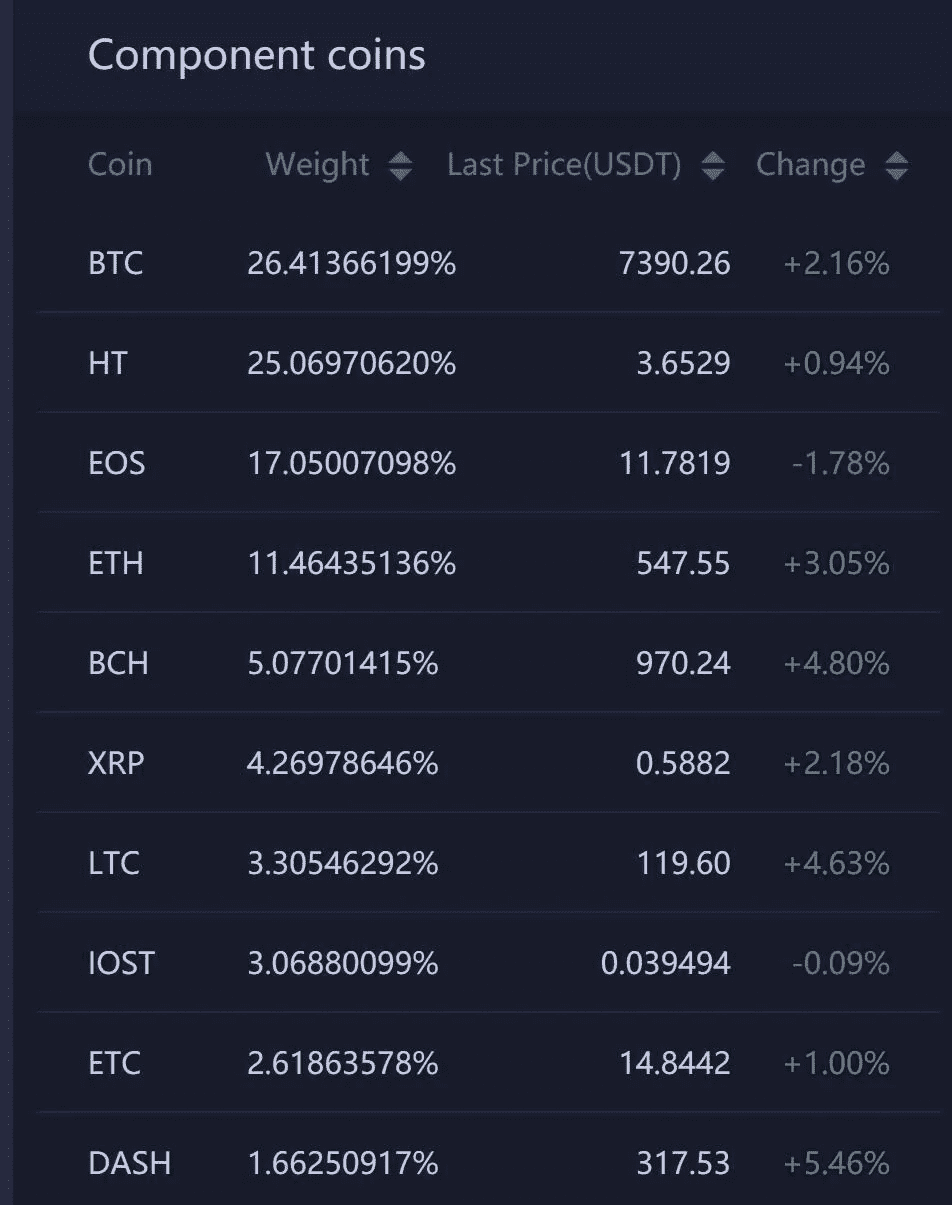 Component coins
Coin Weight Last Price(USDT) Change
BTC 26.41366199% 7390.26 +2.16%
HT 25.06970620% 3.6529 +0.94%
EOS 17.05007098% 11.7819 -1.78%
ETH 11.46435136% 547.55 +3.05%
BCH 5.07701415% 970.24 +4.80%
XRP 4.26978646% 0.5882 +2.18%
LTC 3.30546292% 119.60 +4.63%
IOST 3.06880099% 0.039494 -0.09%
ETC 2.61863578% 14.8442 +1.00%
DASH 1.66250917% 317.53 +5.46%